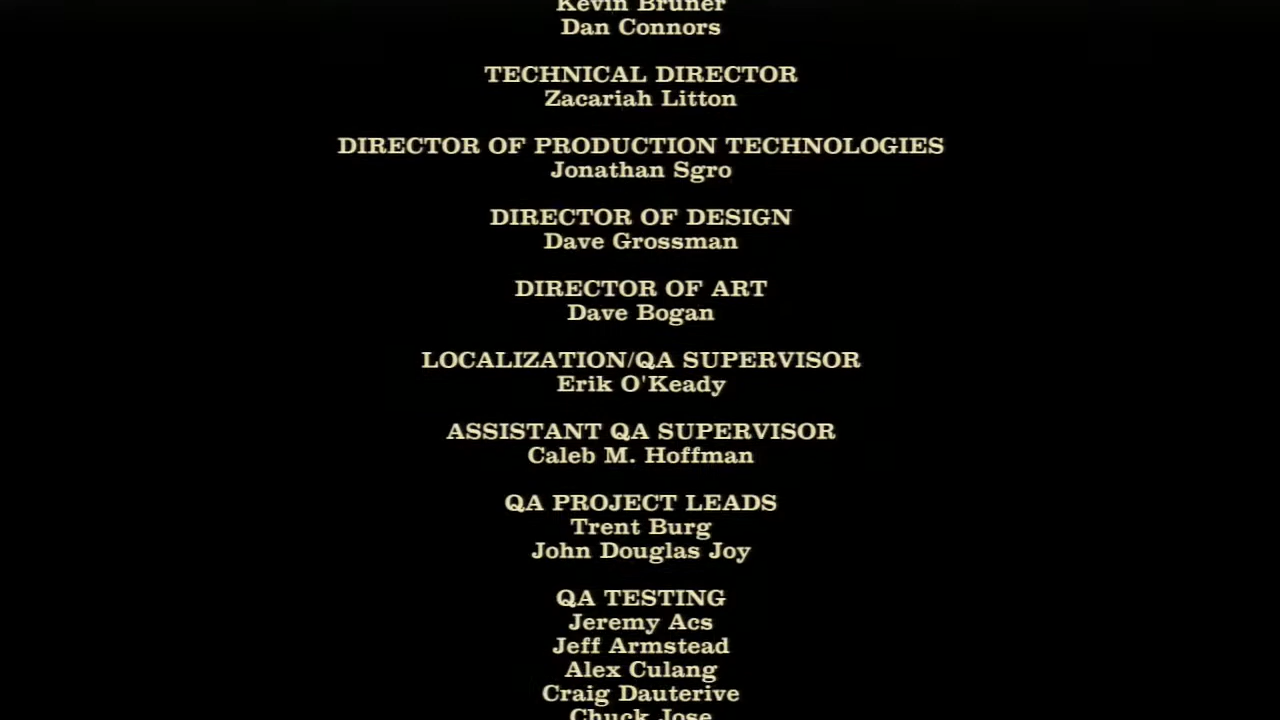 Kevin Bruner
Dan Connors
TECHNICAL DIRECTOR
Zacariah Litton
DIRECTOR OF PRODUCTION TECHNOLOGIES
Jonathan Sgro
DIRECTOR OF DESIGN
Dave Grossman
DIRECTOR OF ART
Dave Bogan
LOCALIZATION/QA SUPERVISOR
Erik O'Keady
ASSISTANT QA SUPERVISOR
Caleb M. Hoffman
QA PROJECT LEADS
Trent Burg
John Douglas Joy
QA TESTING
Jeremy Acs
Jeff Armstead
Alex Culang
Craig Dauterive
Chuck Jose